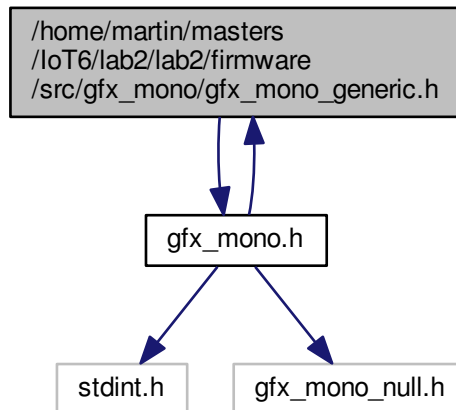 /home/martin/masters
/IoT6/lab2/lab2/firmware
/src/gfx_mono/gfx_mono_generic.h
gfx_mono.h
stdint.h
gfx_mono_null.h